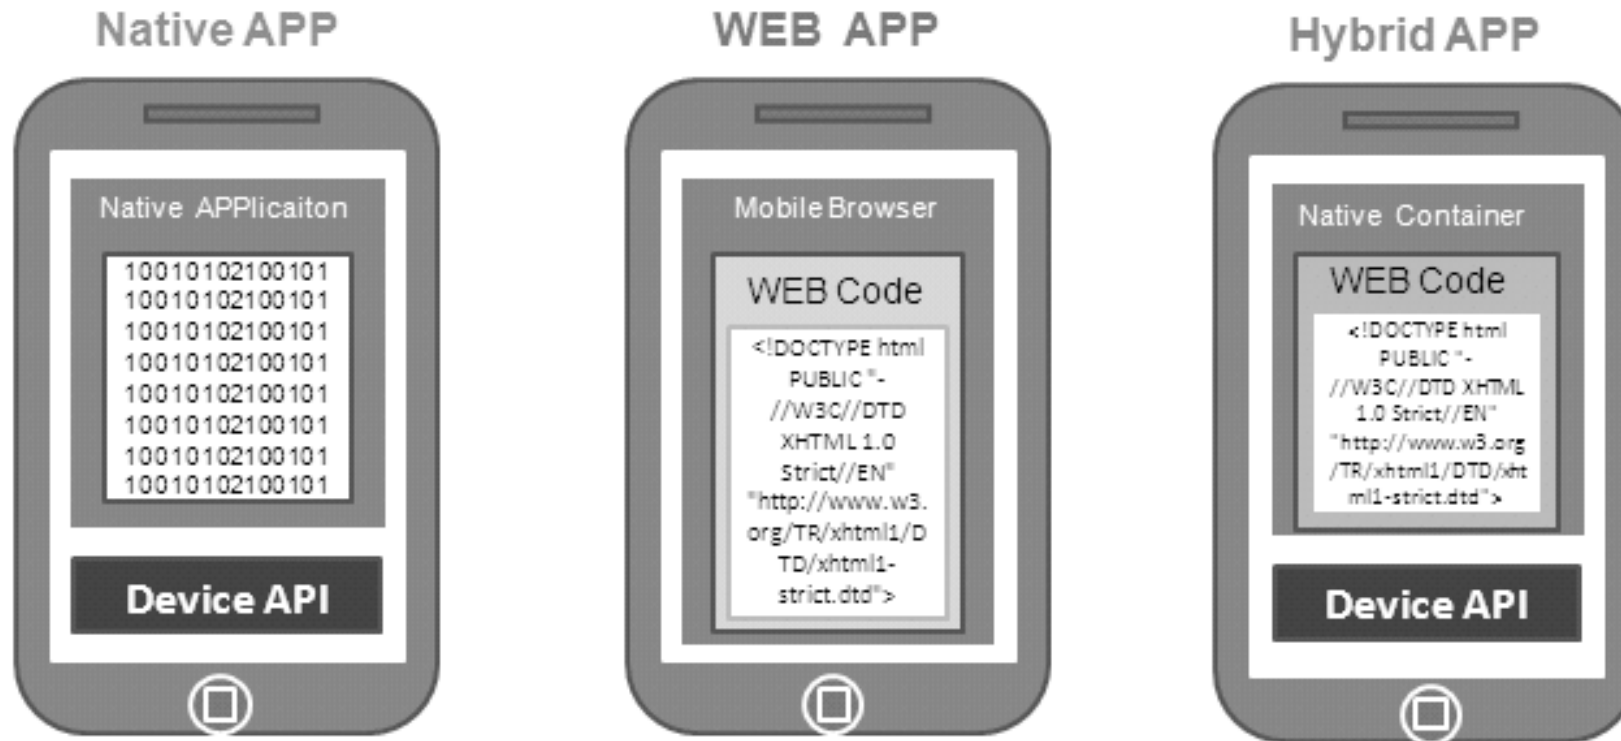 Native APP
Native APPlicaiton
10010102100101
10010102100101
10010102100101
10010102100101
10010102100101
10010102100101
10010102100101
10010102100101
Device API
WEB APP
Mobile Browser
WEB Code
<!DOCTYPE html
PUBLIC "-
//W3C//DTD
XHTML 1.0
Strict//EN"
"http://www.w3.
org/TR/xhtml1/D
TD/xhtml1-
strict.dtd">
Hybrid APP
Native Container
WEB Code
<!DOCTYPE html
PUBLIC "-
//W3C//DTD XHTML
1.0 Strict//EN"
"http://www.w3.org
/TR/xhtml1/DTD/xht
ml1-strict.dtd">
Device API